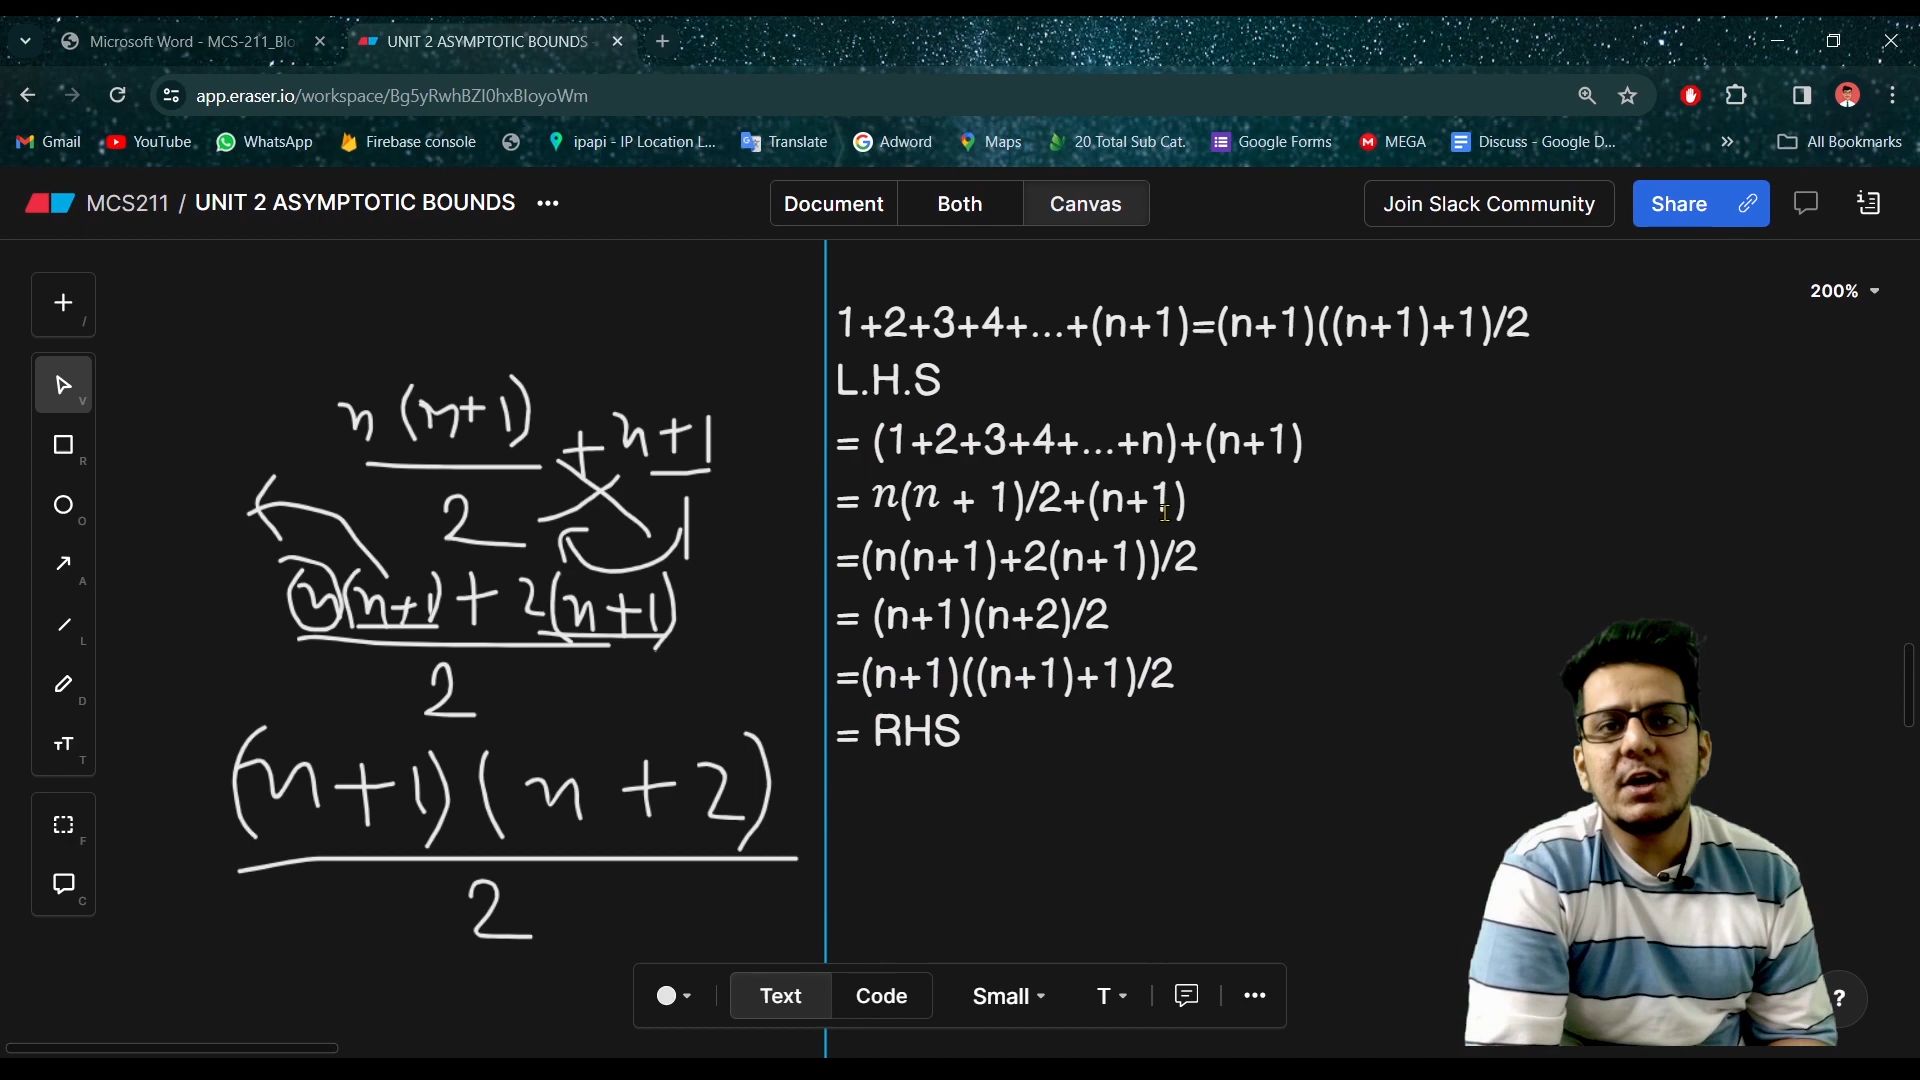 Microsoft Word - MCS-211_Blo
UNIT 2 ASYMPTOTIC BOUNDS
app.eraser.io/workspace/Bg5yRwhBZI0hxBIoyoWm
Gmail YouTube WhatsApp Firebase console ipapi - IP Location L... Translate Adword Maps 20 Total Sub Cat. Google Forms MEGA Discuss - Google D... » All Bookmarks
MCS211 / UNIT 2 ASYMPTOTIC BOUNDS ...
Document Both Canvas
Join Slack Community Share
200%
/
V
R
O
A
L
D
TT T
F
C
n (n+1) + n+1
2 1
n(n+1) + 2(n+1)
2
(n+1) (n+2)
2
1+2+3+4+...+(n+1)=(n+1)((n+1)+1)/2
L.H.S
= (1+2+3+4+...+n)+(n+1)
= n(n + 1)/2+(n+1)
=(n(n+1)+2(n+1))/2
= (n+1)(n+2)/2
=(n+1)((n+1)+1)/2
= RHS
Text Code Small T ...
?